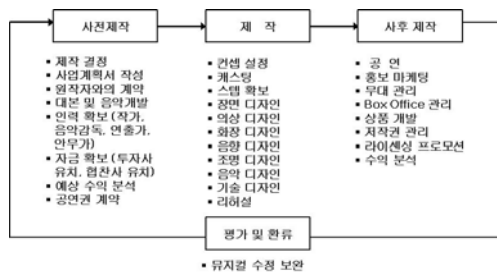 사전제작
▪ 제작 결정
▪ 사업계획서 작성
▪ 원작자와의 계약
▪ 대본 및 음악개발
▪ 인력 확보 (작가,
음악감독, 연출가,
안무가)
▪ 자금 확보 (투자사
유치, 협찬사 유치)
▪ 예상 수익 분석
▪ 공연권 계약
제 작
▪ 컨셉 설정
▪ 캐스팅
▪ 스텝 확보
▪ 장면 디자인
▪ 의상 디자인
▪ 화장 디자인
▪ 음향 디자인
▪ 조명 디자인
▪ 음악 디자인
▪ 기술 디자인
▪ 리허설
사후 제작
▪ 공 연
▪ 홍보 마케팅
▪ 무대 관리
▪ Box Office 관리
▪ 상품 개발
▪ 저작권 관리
▪ 라이센싱 프로모션
▪ 수익 분석
평가 및 환류
▪ 뮤지컬 수정 보완